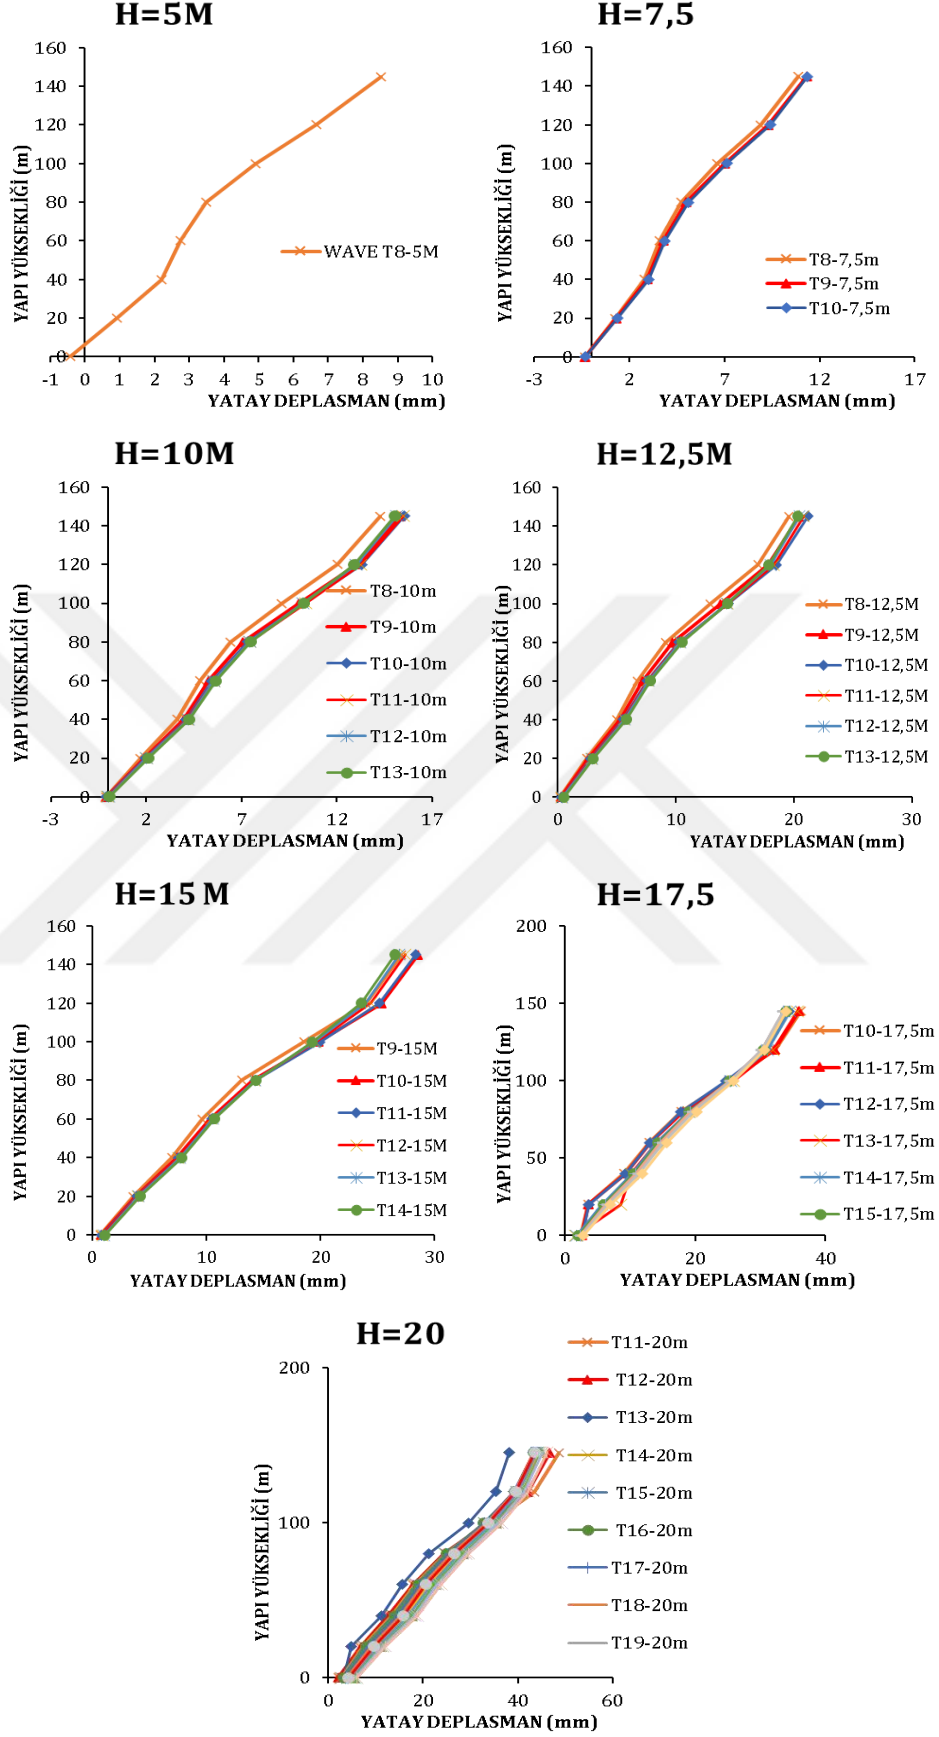 H=5M
160
140
120
100
80
60
40
20
0
-1 0 1 2 3 4 5 6 7 8 9 10
YAPI YÜKSEKLİĞİ (m)
YATAY DEPLASMAN (mm)
WAVE T8-5M
H=7,5
160
140
120
100
80
60
40
20
0
-3 2 7 12 17
YAPI YÜKSEKLİĞİ (m)
YATAY DEPLASMAN (mm)
T8-7,5m
T9-7,5m
T10-7,5m
H=10M
160
140
120
100
80
60
40
20
0
-3 2 7 12 17
YAPI YÜKSEKLİĞİ (m)
YATAY DEPLASMAN (mm)
T8-10m
T9-10m
T10-10m
T11-10m
T12-10m
T13-10m
H=12,5M
160
140
120
100
80
60
40
20
0
0 10 20 30
YAPI YÜKSEKLİĞİ (m)
YATAY DEPLASMAN (mm)
T8-12,5M
T9-12,5M
T10-12,5M
T11-12,5M
T12-12,5M
T13-12,5M
H=15 M
160
140
120
100
80
60
40
20
0
0 10 20 30
YAPI YÜKSEKLİĞİ (m)
YATAY DEPLASMAN (mm)
T9-15M
T10-15M
T11-15M
T12-15M
T13-15M
T14-15M
H=17,5
200
150
100
50
0
0 20 40
YAPI YÜKSEKLİĞİ (m)
YATAY DEPLASMAN (mm)
T10-17,5m
T11-17,5m
T12-17,5m
T13-17,5m
T14-17,5m
T15-17,5m
H=20
200
100
0
0 20 40 60
YAPI YÜKSEKLİĞİ (m)
YATAY DEPLASMAN (mm)
T11-20m
T12-20m
T13-20m
T14-20m
T15-20m
T16-20m
T17-20m
T18-20m
T19-20m